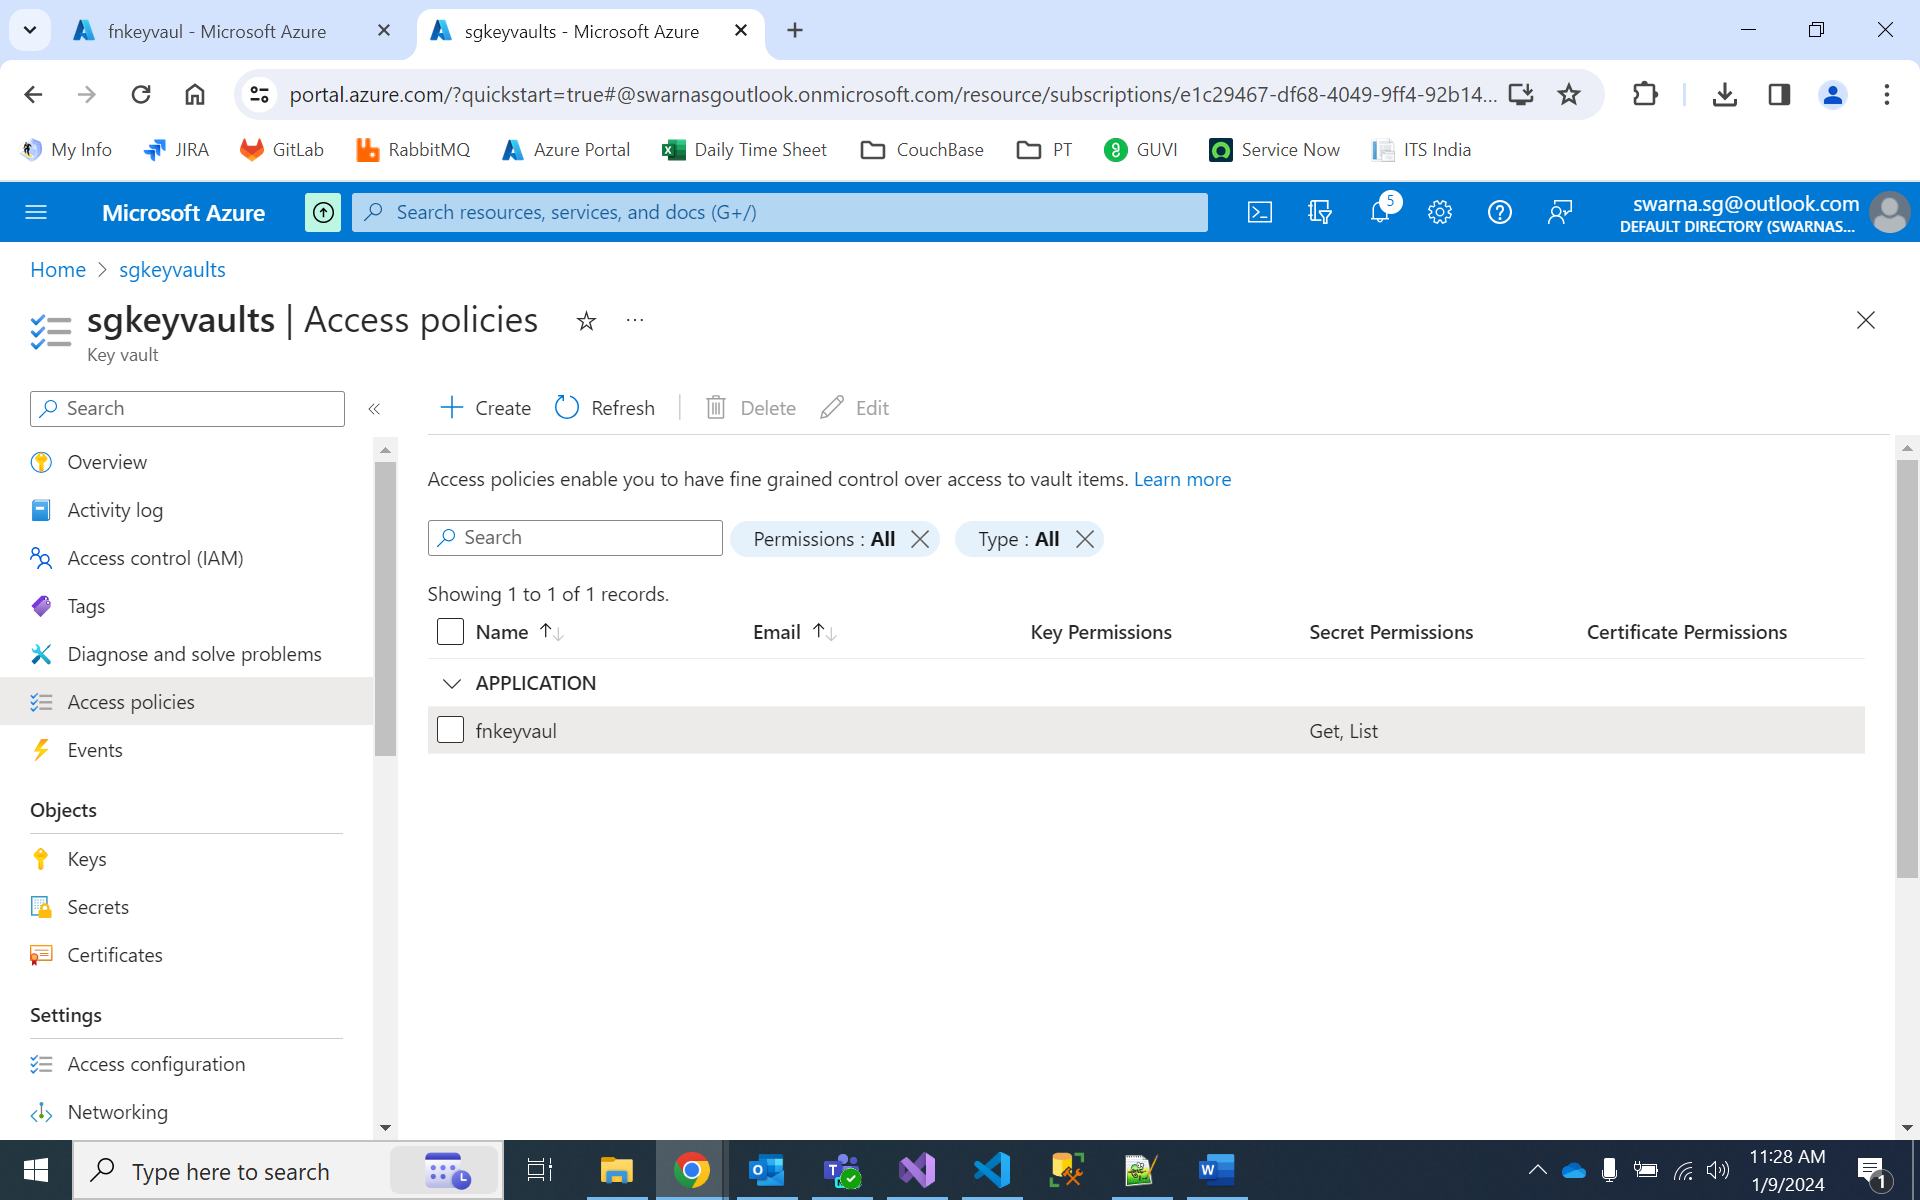 fnkeyvaul - Microsoft Azure
sgkeyvaults - Microsoft Azure
portal.azure.com/?quickstart=true#@swarnasgoutlook.onmicrosoft.com/resource/subscriptions/e1c29467-df68-4049-9ff4-92b14...
My Info JIRA GitLab RabbitMQ Azure Portal Daily Time Sheet CouchBase PT GUVI Service Now ITS India
Microsoft Azure
Search resources, services, and docs (G+/)
5
swarna.sg@outlook.com
DEFAULT DIRECTORY (SWARNAS...
Home > sgkeyvaults
sgkeyvaults | Access policies
Key vault
Search
Overview
Activity log
Access control (IAM)
Tags
Diagnose and solve problems
Access policies
Events
Objects
Keys
Secrets
Certificates
Settings
Access configuration
Networking
Create Refresh Delete Edit
Access policies enable you to have fine grained control over access to vault items. Learn more
Search Permissions : All Type : All
Showing 1 to 1 of 1 records.
Name Email Key Permissions Secret Permissions Certificate Permissions
APPLICATION
fnkeyvaul Get, List
Type here to search
11:28 AM
1/9/2024
1